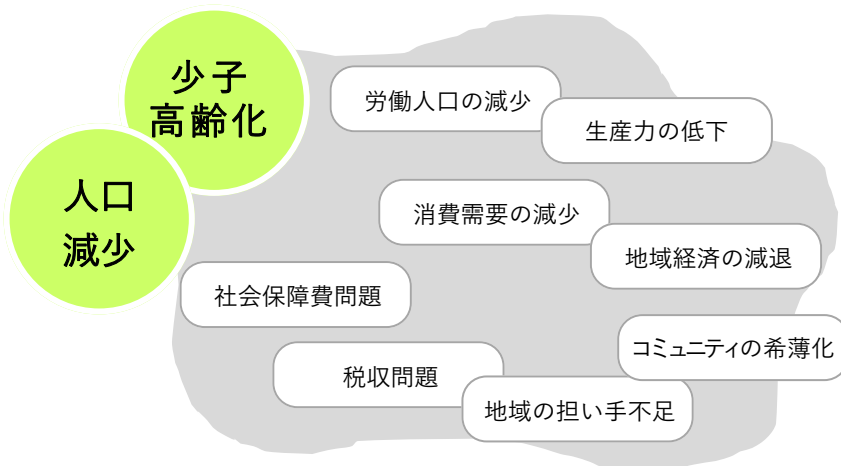 少子
高齢化
人口
減少
労働人口の減少
生産力の低下
消費需要の減少
地域経済の減退
社会保障費問題
コミュニティの希薄化
税収問題
地域の担い手不足